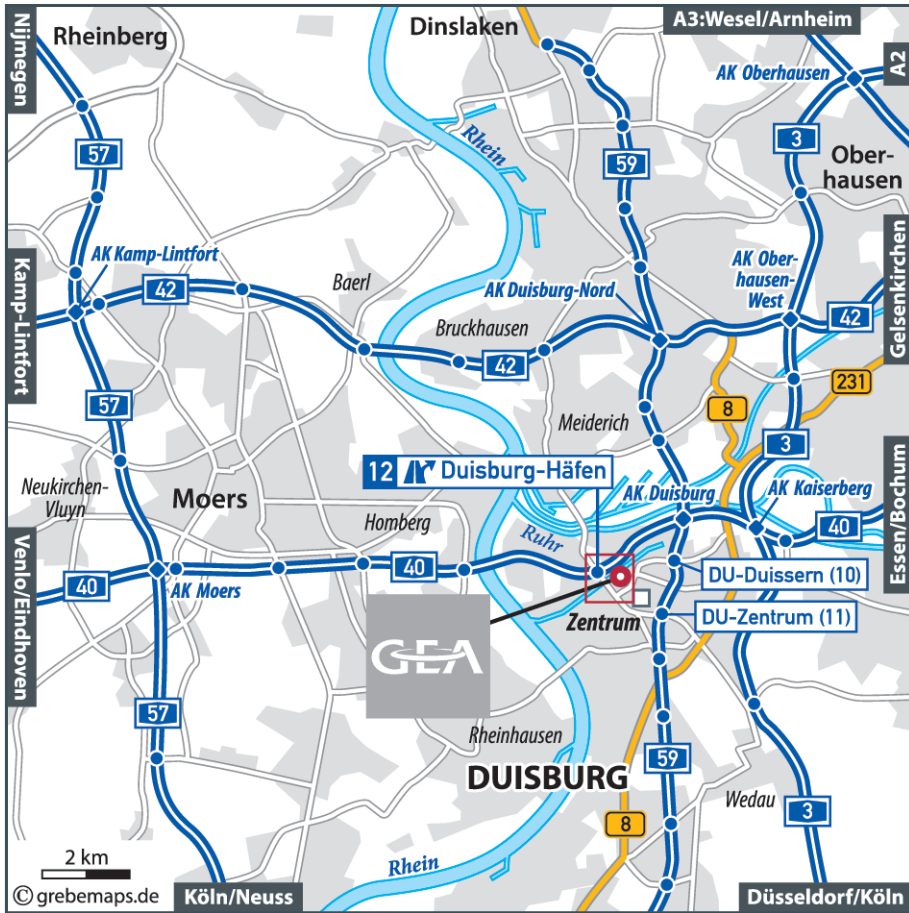 Nijmegen
Rheinberg
Dinslaken
A3:Wesel/Arnheim
A2
AK Oberhausen
57
Rhein
59
3
Ober-
hausen
Kamp-Lintfort
AK Kamp-Lintfort
42
Baerl
Bruckhausen
42
AK Duisburg-Nord
AK Ober-
hausen-
West
42
Gelsenkirchen
57
231
8
Meiderich
3
12 Duisburg-Häfen
Neukirchen-
Vluyn
Moers
Homberg
Ruhr
AK Duisburg
AK Kaiserberg
40
Essen/Bochum
Venlo/Eindhoven
40
AK Moers
40
DU-Duissern (10)
Zentrum
DU-Zentrum (11)
GEA
57
Rheinhausen
DUISBURG
59
Wedau
8
3
2 km
Rhein
© grebemaps.de
Köln/Neuss
Düsseldorf/Köln